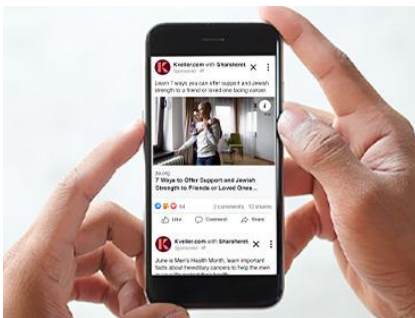 Kveller.com with Sharsheret
Sponsored
Learn 7 ways you can offer support and Jewish
strength to a friend or loved one facing cancer.
7 Ways to Offer Support and Jewish
Strength to Friends or Loved Ones...
64
2 comments 12 shares
Like Comment Share
Kveller.com with Sharsheret
Sponsored
June is Men's Health Month, learn important
facts about hereditary cancers to help the men